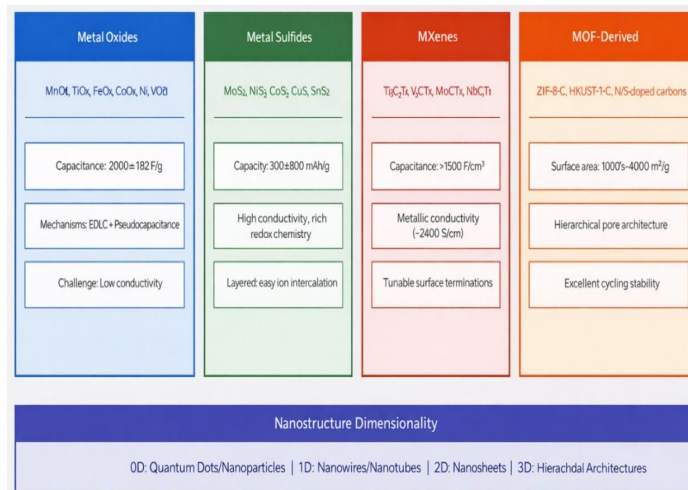 Metal Oxides
MnOt, TiOx, FeOx, CoOx, Ni, VOB
Capacitance: 2000±182 F/g
Mechanisms: EDLC + Pseudocapacitance
Challenge: Low conductivity
Metal Sulfides
MoS₂, NiS₂ CoS₂ CuS, SnS₂
Capacity: 300±800 mAh/g
High conductivity, rich
redox chemistry
Layered: easy ion intercalation
MXenes
Ti₃C₂Tx, V₂CTx, MoCTx, NbC,Tt
Capacitance: >1500 F/cm³
Metallic conductivity
(~2400 S/cm)
Tunable surface terminations
MOF-Derived
ZIF-8-C, HKUST-1-C, N/S-doped carbons
Surface area: 1000's–4000 m²/g
Hierarchical pore architecture
Excellent cycling stability
Nanostructure Dimensionality
0D: Quantum Dots/Nanoparticles | 1D: Nanowires/Nanotubes | 2D: Nanosheets | 3D: Hierachdal Architectures